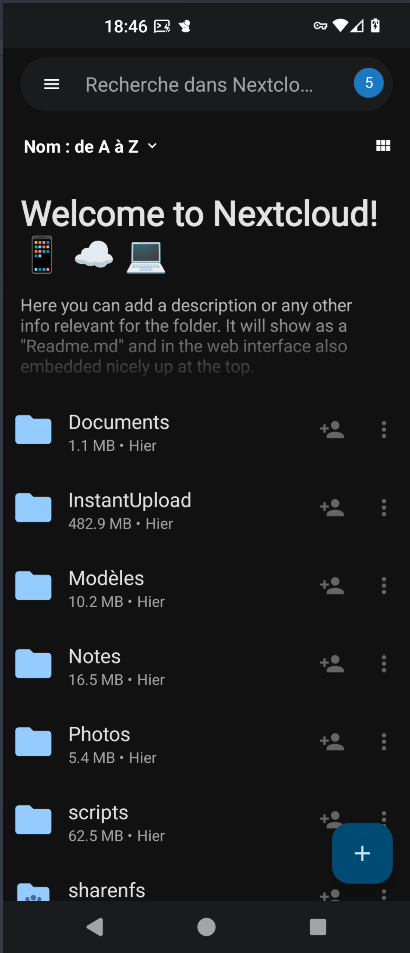 18:46
Recherche dans Nextclo…
5
Nom : de A à Z
Welcome to Nextcloud!
📱 ☁️ 💻
Here you can add a description or any other
info relevant for the folder. It will show as a
"Readme.md" and in the web interface also
embedded nicely up at the top.
Documents
1.1 MB • Hier
InstantUpload
482.9 MB • Hier
Modèles
10.2 MB • Hier
Notes
16.5 MB • Hier
Photos
5.4 MB • Hier
scripts
62.5 MB • Hier
sharenfs